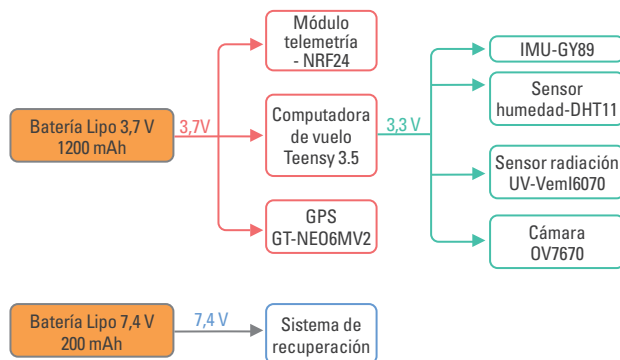 Módulo
telemetría
- NRF24
Batería Lipo 3,7 V
1200 mAh
3,7V
Computadora
de vuelo
Teensy 3.5
3,3 V
GPS
GT-NEO6MV2
IMU-GY89
Sensor
humedad-DHT11
Sensor radiación
UV-Veml6070
Cámara
OV7670
Batería Lipo 7,4 V
200 mAh
7,4 V
Sistema de
recuperación